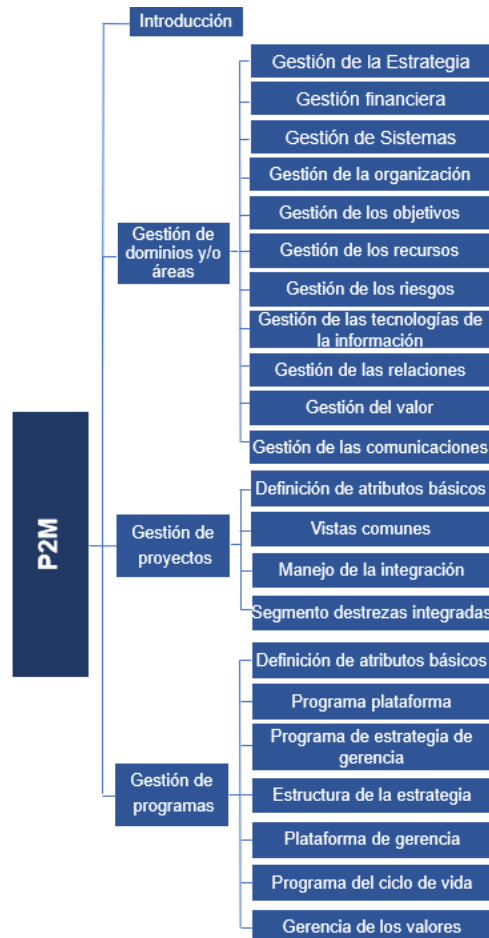 P2M
Introducción
Gestión de
dominios y/o
áreas
Gestión de la Estrategia
Gestión financiera
Gestión de Sistemas
Gestión de la organización
Gestión de los objetivos
Gestión de los recursos
Gestión de los riesgos
Gestión de las tecnologías de
la información
Gestión de las relaciones
Gestión del valor
Gestión de las comunicaciones
Gestión de
proyectos
Definición de atributos básicos
Vistas comunes
Manejo de la integración
Segmento destrezas integradas
Gestión de
programas
Definición de atributos básicos
Programa plataforma
Programa de estrategia de
gerencia
Estructura de la estrategia
Plataforma de gerencia
Programa del ciclo de vida
Gerencia de los valores